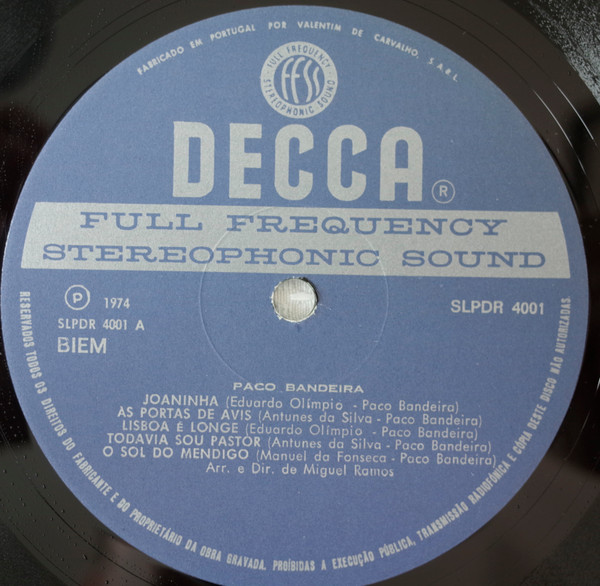 FABRICADO EM PORTUGAL POR VALENTIM DE CARVALHO, S.A.R.L.
FULL FREQUENCY
ffss
STEREOPHONIC SOUND
DECCA ®
FULL FREQUENCY
STEREOPHONIC SOUND
℗ 1974
SLPDR 4001
SLPDR 4001 A
BIEM
PACO BANDEIRA
JOANINHA (Eduardo Olímpio - Paco Bandeira)
AS PORTAS DE AVIS (Antunes da Silva - Paco Bandeira)
LISBOA É LONGE (Eduardo Olímpio - Paco Bandeira)
TODAVIA SOU PASTOR (Antunes da Silva - Paco Bandeira)
O SOL DO MENDIGO (Manuel da Fonseca - Paco Bandeira)
Arr. e Dir. de Miguel Ramos
RESERVADOS TODOS OS DIREITOS DO FABRICANTE E DO PROPRIETÁRIO DA OBRA GRAVADA. PROÍBIDAS A EXECUÇÃO PÚBLICA, TRANSMISSÃO RADIOFÓNICA E CÓPIA DESTE DISCO NÃO AUTORIZADAS.